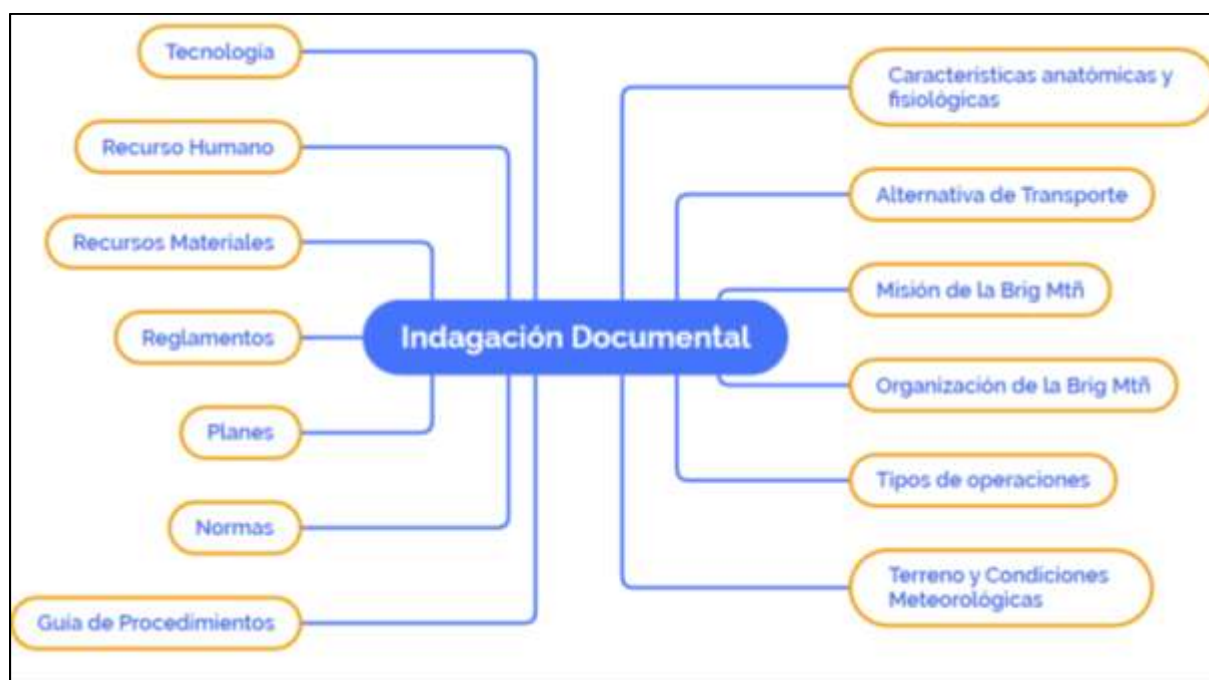 Tecnología
Recurso Humano
Recursos Materiales
Reglamentos
Planes
Normas
Guía de Procedimientos
Indagación Documental
Características anatómicas y
fisiológicas
Alternativa de Transporte
Misión de la Brig Mtñ
Organización de la Brig Mtñ
Tipos de operaciones
Terreno y Condiciones
Meteorológicas